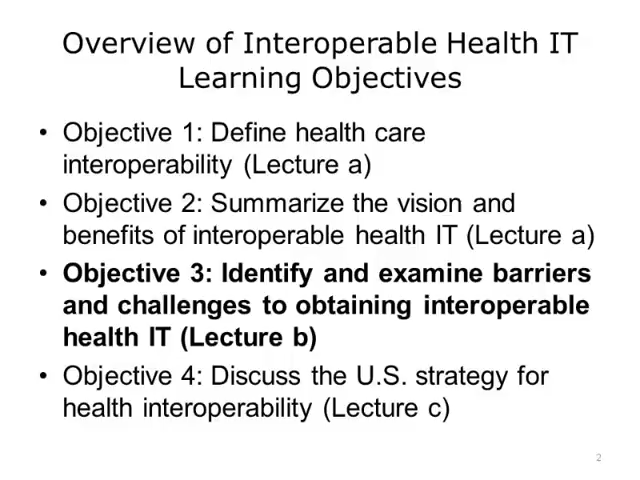 Overview of Interoperable Health IT
Learning Objectives
• Objective 1: Define health care
interoperability (Lecture a)
• Objective 2: Summarize the vision and
benefits of interoperable health IT (Lecture a)
• Objective 3: Identify and examine barriers
and challenges to obtaining interoperable
health IT (Lecture b)
• Objective 4: Discuss the U.S. strategy for
health interoperability (Lecture c)
2